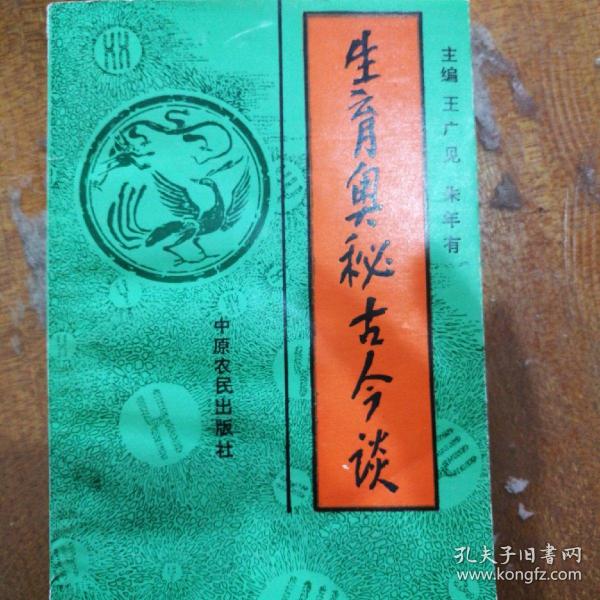 主编 王广见 朱年有
生育奥秘古今谈
中原农民出版社
孔夫子旧书网
www.kongfz.com